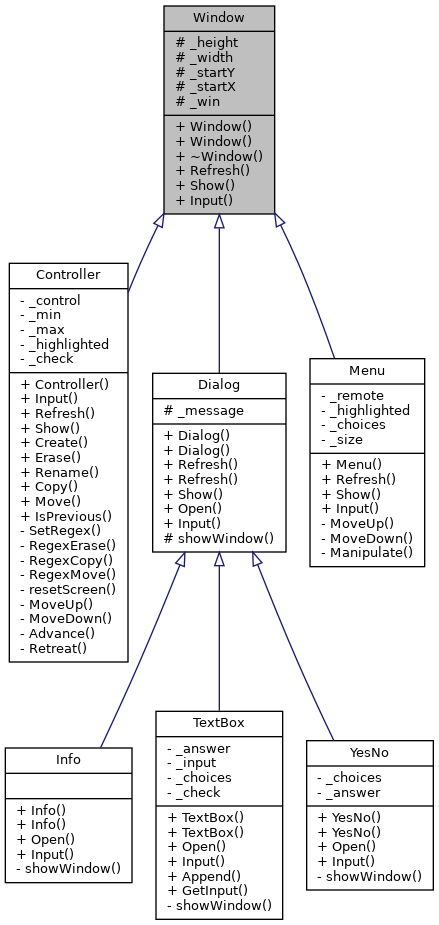 Window
# _height
# _width
# _startY
# _startX
# _win
+ Window()
+ Window()
+ ~Window()
+ Refresh()
+ Show()
+ Input()
Controller
- _control
- _min
- _max
- _highlighted
- _check
+ Controller()
+ Input()
+ Refresh()
+ Show()
+ Create()
+ Erase()
+ Rename()
+ Copy()
+ Move()
+ IsPrevious()
- SetRegex()
- RegexErase()
- RegexCopy()
- RegexMove()
- resetScreen()
- MoveUp()
- MoveDown()
- Advance()
- Retreat()
Dialog
# _message
+ Dialog()
+ Dialog()
+ Refresh()
+ Refresh()
+ Show()
+ Open()
+ Input()
# showWindow()
Menu
- _remote
- _highlighted
- _choices
- _size
+ Menu()
+ Refresh()
+ Show()
+ Input()
- MoveUp()
- MoveDown()
- Manipulate()
Info
+ Info()
+ Info()
+ Open()
+ Input()
- showWindow()
TextBox
- _answer
- _input
- _choices
- _check
+ TextBox()
+ TextBox()
+ Open()
+ Input()
+ Append()
+ GetInput()
- showWindow()
YesNo
- _choices
- _answer
+ YesNo()
+ YesNo()
+ Open()
+ Input()
- showWindow()